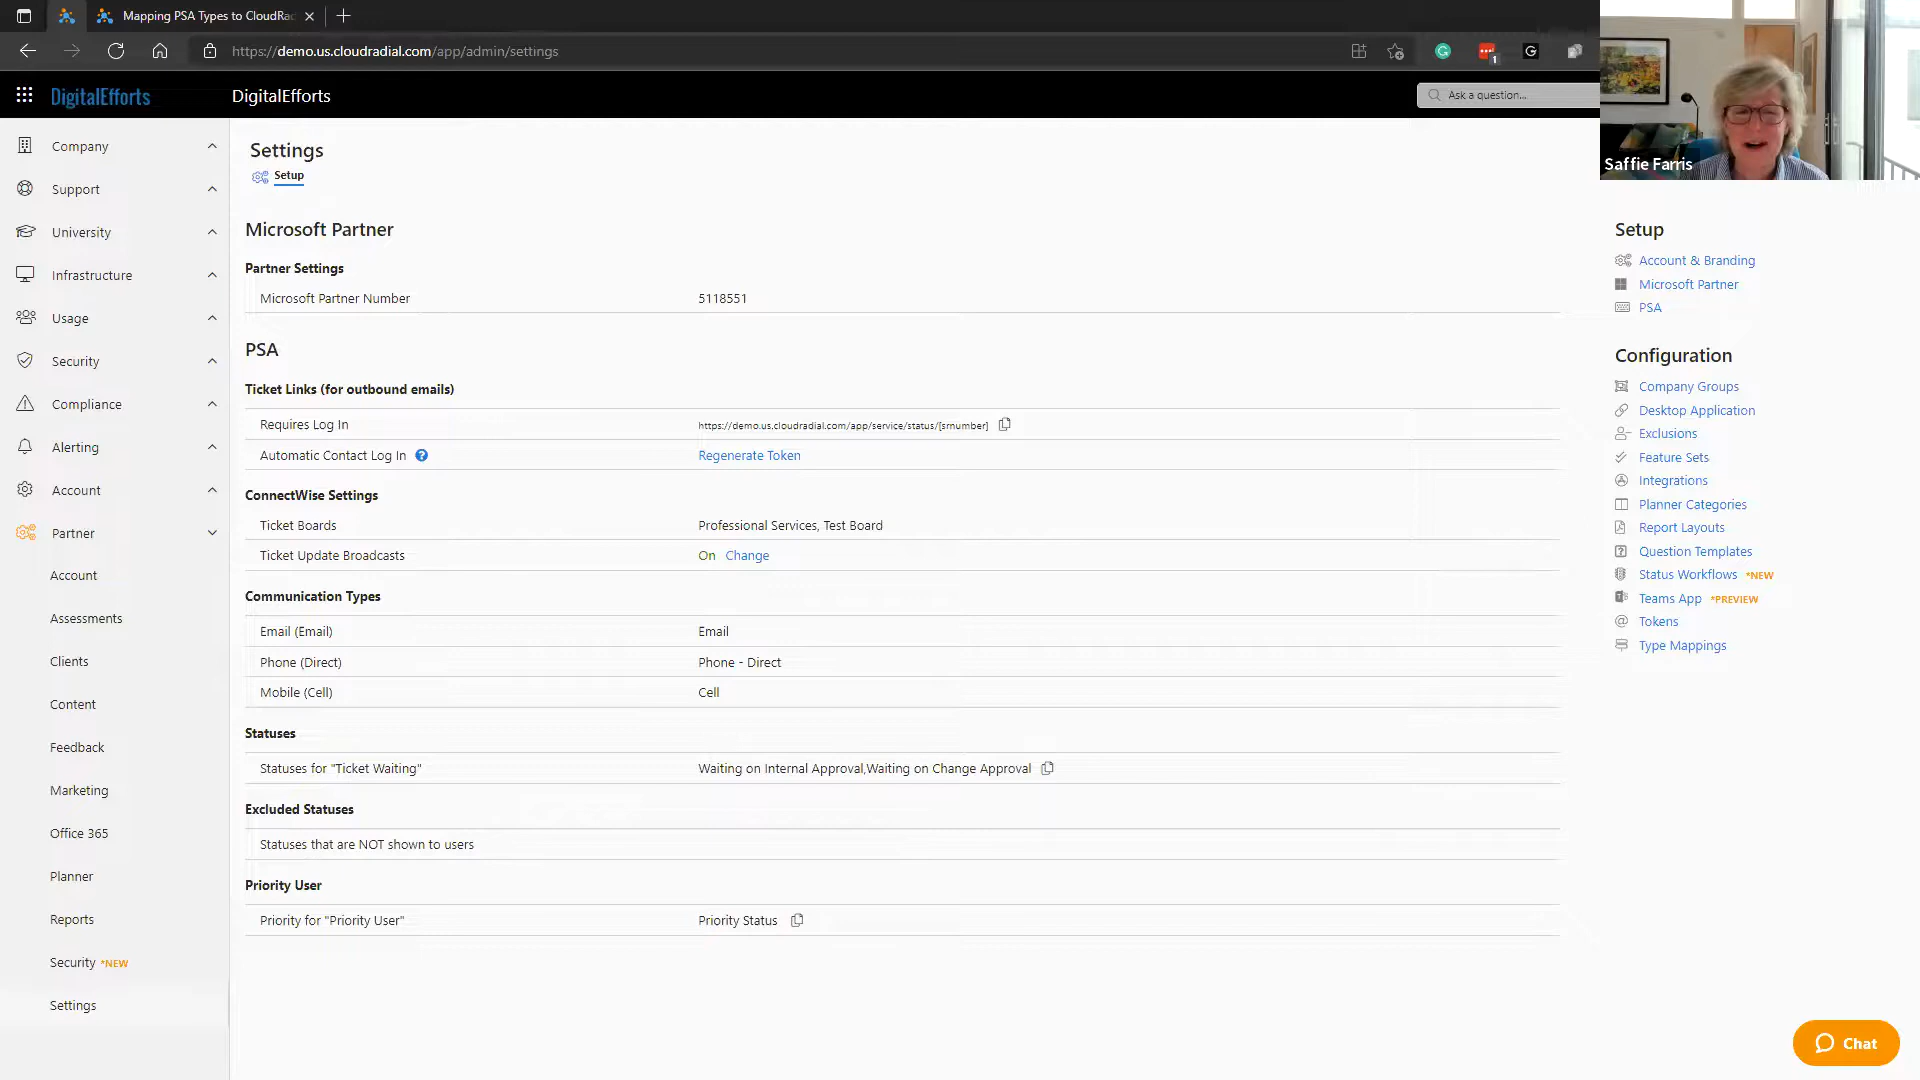 Mapping PSA Types to CloudRad
https://demo.us.cloudradial.com/app/admin/settings
1
DigitalEfforts
DigitalEfforts
Ask a question...
Saffie Farris
Company
Support
University
Infrastructure
Usage
Security
Compliance
Alerting
Account
Partner
Account
Assessments
Clients
Content
Feedback
Marketing
Office 365
Planner
Reports
Security *NEW
Settings
Settings
Setup
Microsoft Partner
Partner Settings
Microsoft Partner Number 5118551
PSA
Ticket Links (for outbound emails)
Requires Log In https://demo.us.cloudradial.com/app/service/status/[srnumber]
Automatic Contact Log In ? Regenerate Token
ConnectWise Settings
Ticket Boards Professional Services, Test Board
Ticket Update Broadcasts On Change
Communication Types
Email (Email) Email
Phone (Direct) Phone - Direct
Mobile (Cell) Cell
Statuses
Statuses for "Ticket Waiting" Waiting on Internal Approval,Waiting on Change Approval
Excluded Statuses
Statuses that are NOT shown to users
Priority User
Priority for "Priority User" Priority Status
Setup
Account & Branding
Microsoft Partner
PSA
Configuration
Company Groups
Desktop Application
Exclusions
Feature Sets
Integrations
Planner Categories
Report Layouts
Question Templates
Status Workflows *NEW
Teams App *PREVIEW
Tokens
Type Mappings
Chat